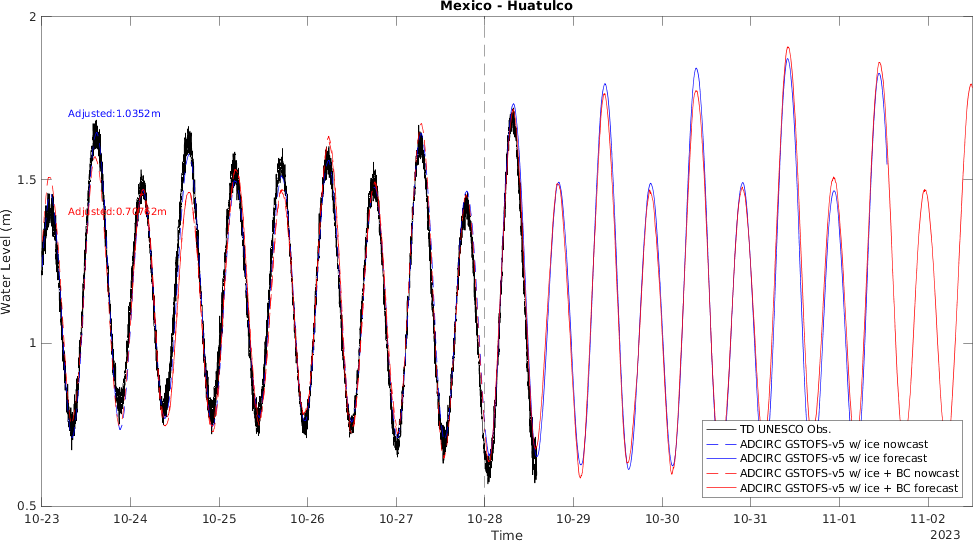 Mexico - Huatulco
2
1.5
1
0.5
Water Level (m)
Adjusted:1.0352m
TD UNESCO Obs.
ADCIRC GSTOFS-v5 w/ ice nowcast
ADCIRC GSTOFS-v5 w/ ice forecast
ADCIRC GSTOFS-v5 w/ ice + BC nowcast
ADCIRC GSTOFS-v5 w/ ice + BC forecast
10-23 10-24 10-25 10-26 10-27 10-28 10-29 10-30 10-31 11-01 11-02
Time
2023